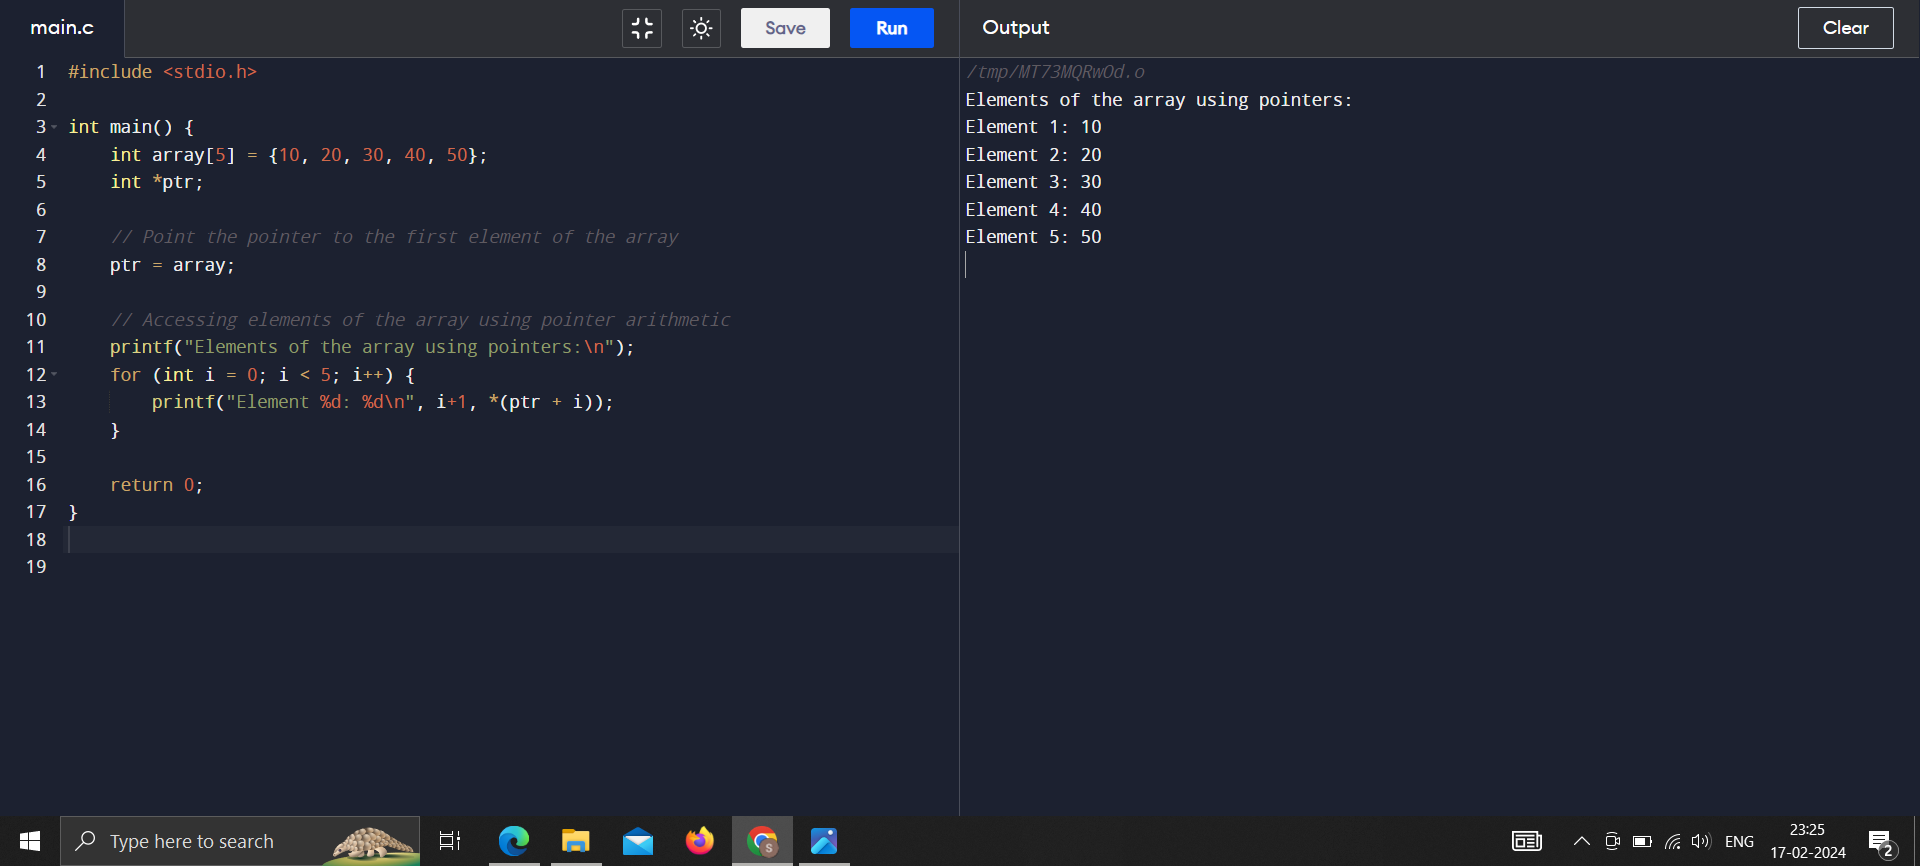 main.c
Save
Run
Output
Clear
1 #include <stdio.h>
2
3 int main() {
4 int array[5] = {10, 20, 30, 40, 50};
5 int *ptr;
6
7 // Point the pointer to the first element of the array
8 ptr = array;
9
10 // Accessing elements of the array using pointer arithmetic
11 printf("Elements of the array using pointers:\n");
12 for (int i = 0; i < 5; i++) {
13 printf("Element %d: %d\n", i+1, *(ptr + i));
14 }
15
16 return 0;
17 }
18
19
/tmp/MT73MQRwOd.o
Elements of the array using pointers:
Element 1: 10
Element 2: 20
Element 3: 30
Element 4: 40
Element 5: 50
Type here to search
S
ENG
23:25
17-02-2024
2